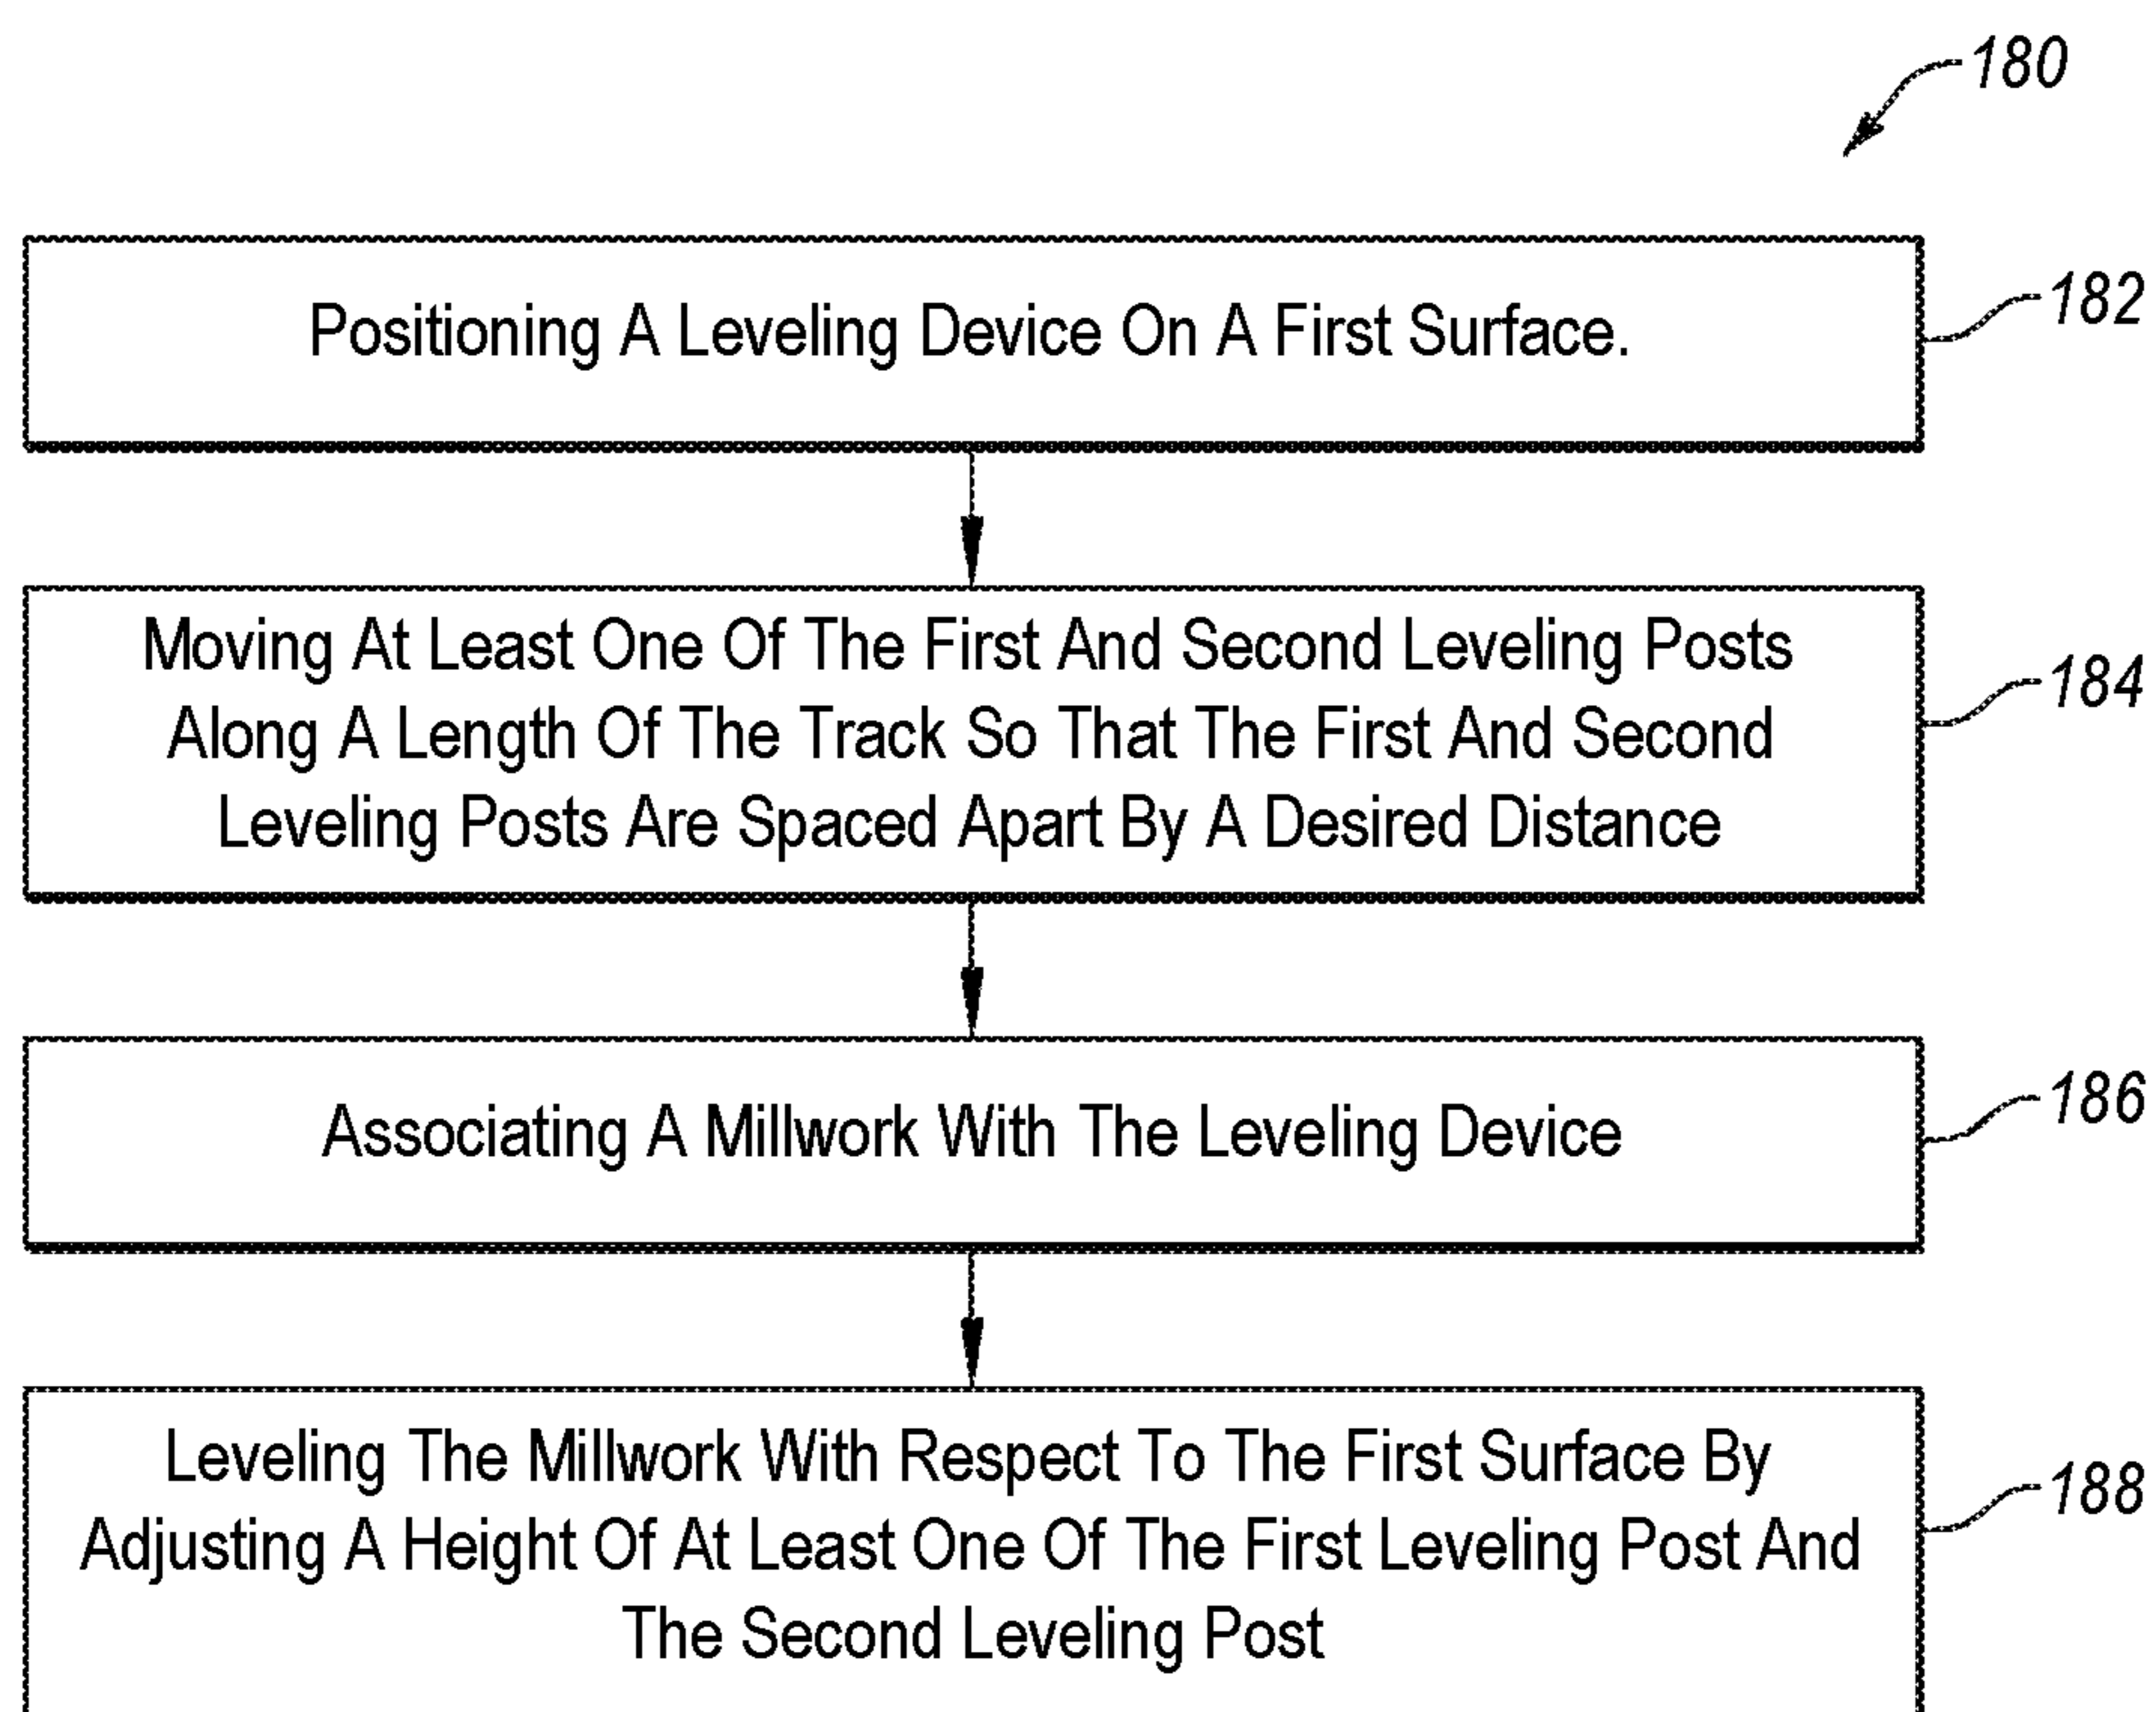 180
Positioning A Leveling Device On A First Surface.
182
Moving At Least One Of The First And Second Leveling Posts
Along A Length Of The Track So That The First And Second
Leveling Posts Are Spaced Apart By A Desired Distance
184
Associating A Millwork With The Leveling Device
186
Leveling The Millwork With Respect To The First Surface By
Adjusting A Height Of At Least One Of The First Leveling Post And
The Second Leveling Post
188